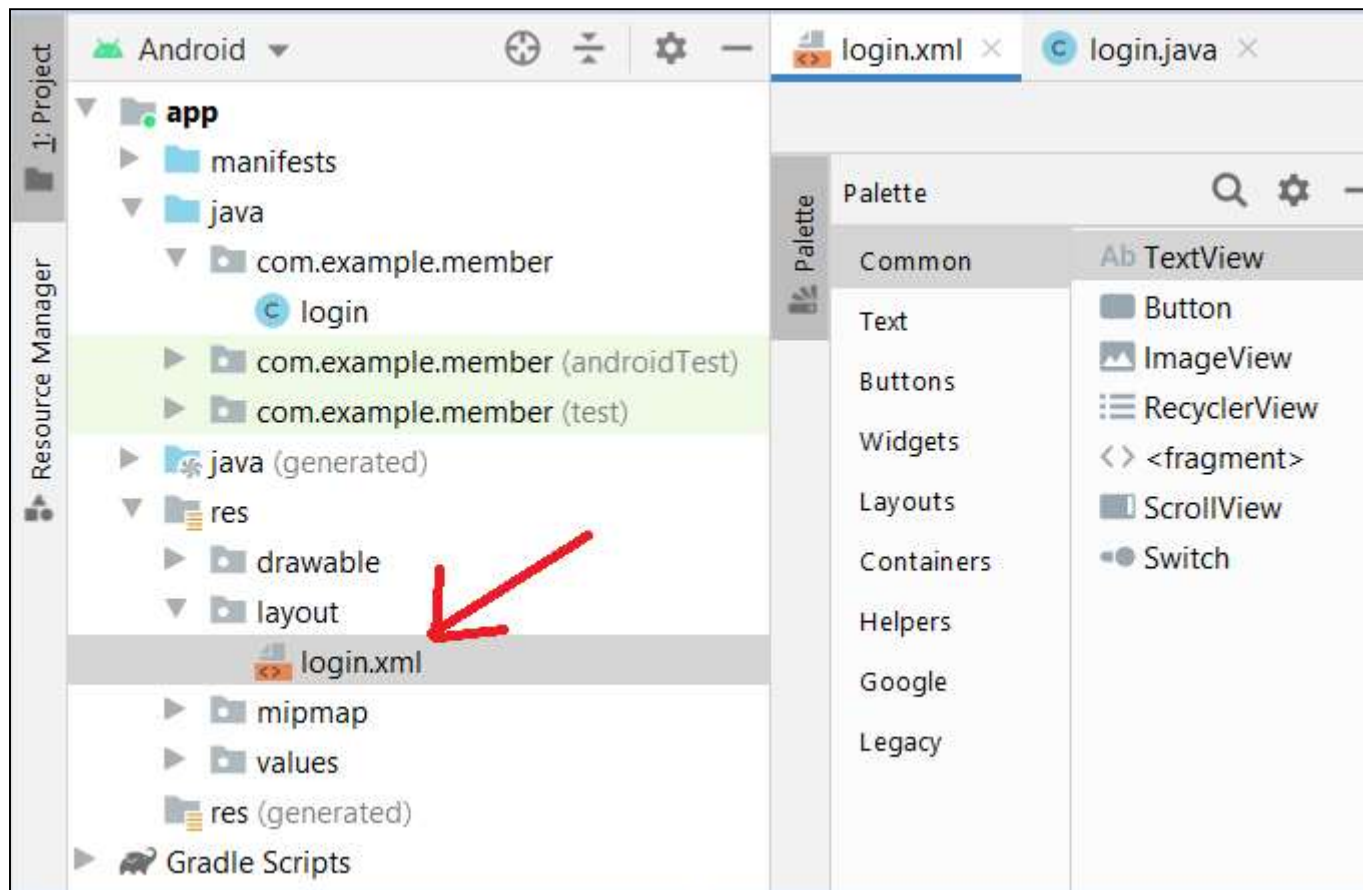 1: Project
Resource Manager
Android
app
manifests
java
com.example.member
login
com.example.member (androidTest)
com.example.member (test)
java (generated)
res
drawable
layout
login.xml
mipmap
values
res (generated)
Gradle Scripts
login.xml
login.java
Palette
Palette
Common
Text
Buttons
Widgets
Layouts
Containers
Helpers
Google
Legacy
Ab TextView
Button
ImageView
RecyclerView
<fragment>
ScrollView
Switch